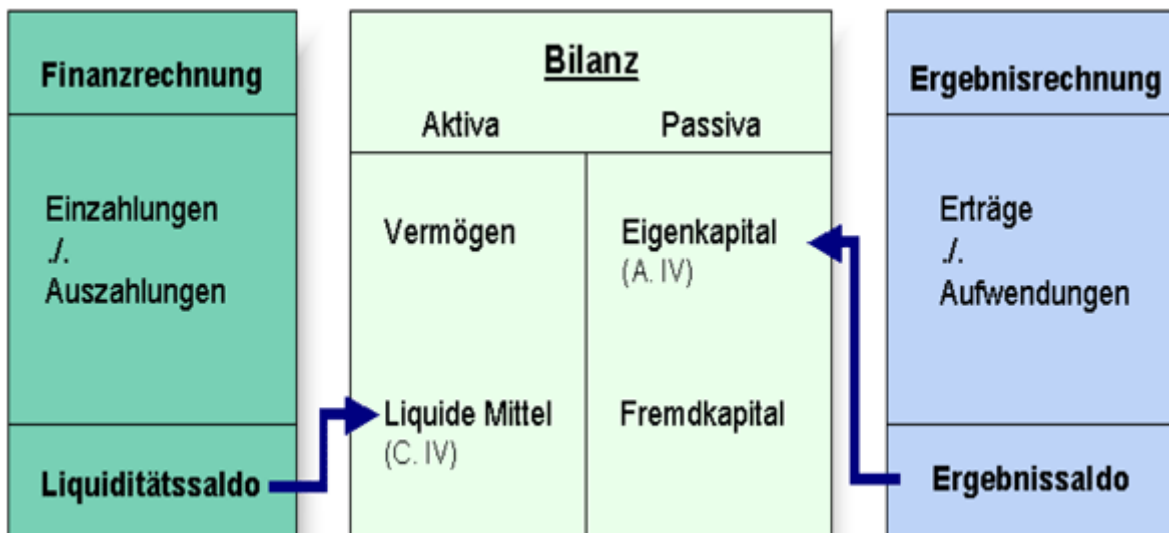 Finanzrechnung
Einzahlungen
./.
Auszahlungen
Liquiditätssaldo
Bilanz
Aktiva
Passiva
Vermögen
Eigenkapital
(A. IV)
Liquide Mittel
(C. IV)
Fremdkapital
Ergebnisrechnung
Erträge
./.
Aufwendungen
Ergebnissaldo